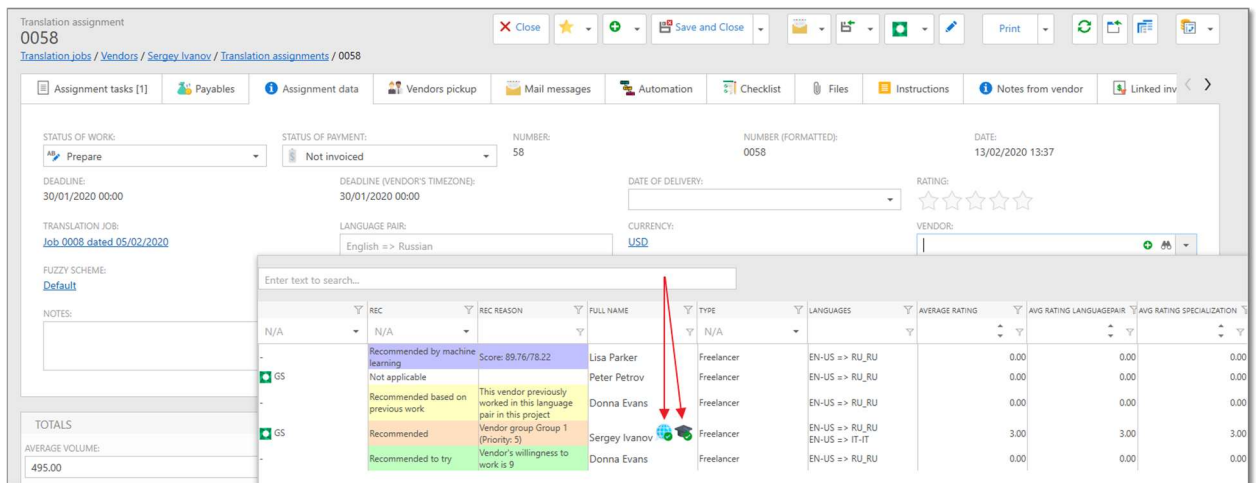 Translation assignment
0058
Translation jobs / Vendors / Sergey Ivanov / Translation assignments / 0058
Close
Save and Close
Print
Assignment tasks [1] Payables Assignment data Vendors pickup Mail messages Automation Checklist Files Instructions Notes from vendor Linked inv
STATUS OF WORK: STATUS OF PAYMENT: NUMBER: NUMBER (FORMATTED): DATE:
Prepare Not invoiced 58 0058 13/02/2020 13:37
DEADLINE: DEADLINE (VENDOR'S TIMEZONE): DATE OF DELIVERY: RATING:
30/01/2020 00:00 30/01/2020 00:00
TRANSLATION JOB: LANGUAGE PAIR: CURRENCY: VENDOR:
Job 0008 dated 05/02/2020 English => Russian USD
FUZZY SCHEME:
Default
NOTES:
TOTALS
AVERAGE VOLUME:
495.00
Enter text to search...
REC REC REASON FULL NAME TYPE LANGUAGES AVERAGE RATING AVG RATING LANGUAGEPAIR AVG RATING SPECIALIZATION
N/A N/A N/A
- Recommended by machine learning Score: 89.76/78.22 Lisa Parker Freelancer EN-US => RU_RU 0.00 0.00 0.00
GS Not applicable Peter Petrov Freelancer EN-US => RU_RU 0.00 0.00 0.00
- Recommended based on previous work This vendor previously worked in this language pair in this project Donna Evans Freelancer EN-US => RU_RU 0.00 0.00 0.00
GS Recommended Vendor group Group 1 (Priority: 5) Sergey Ivanov Freelancer EN-US => RU_RU EN-US => IT-IT 3.00 3.00 3.00
- Recommended to try Vendor's willingness to work is 9 Donna Evans Freelancer EN-US => RU_RU 0.00 0.00 0.00